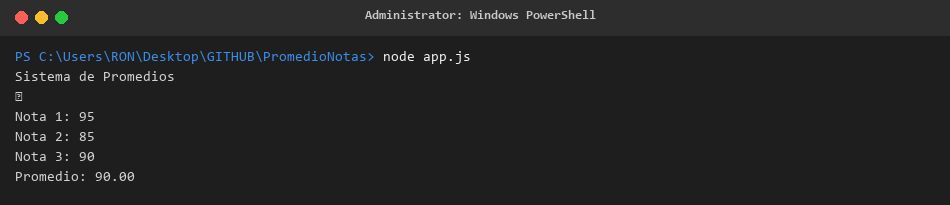 Administrator: Windows PowerShell
PS C:\Users\RON\Desktop\GITHUB\PromedioNotas> node app.js
Sistema de Promedios
Nota 1: 95
Nota 2: 85
Nota 3: 90
Promedio: 90.00